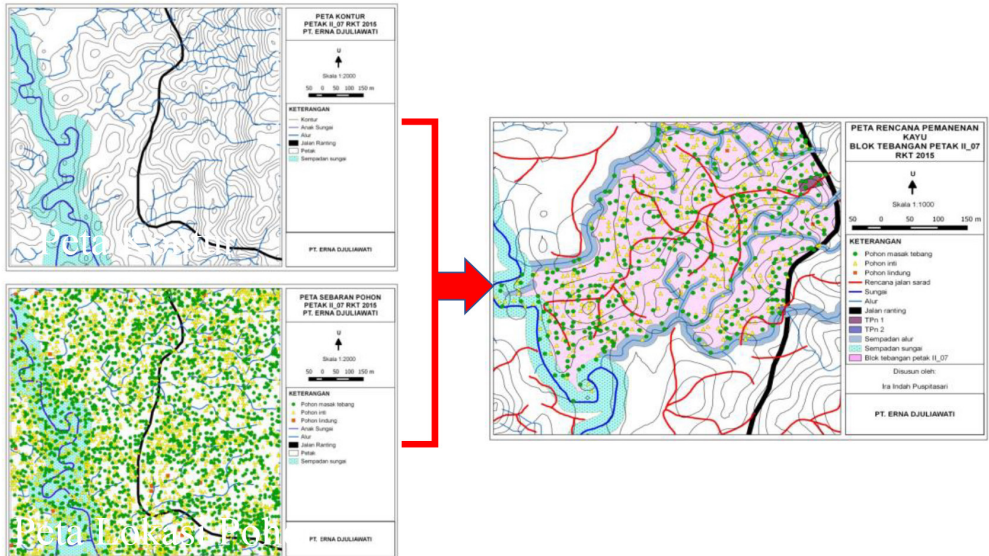 PETA KONTUR
PETAK II_07 RKT 2015
PT. ERNA DJULIAWATI
U
Skala 1:2000
50 0 50 100 150 m
KETERANGAN
Kontur
Anak Sungai
Alur
Jalan Ranting
Petak
Sempadan sungai
PT. ERNA DJULIAWATI
Peta
PETA SEBARAN POHON
PETAK II_07 RKT 2015
PT. ERNA DJULIAWATI
U
Skala 1:2000
50 0 50 100 150 m
KETERANGAN
Pohon masak tebang
Pohon inti
Pohon lindung
Anak Sungai
Alur
Jalan Ranting
Petak
Sempadan sungai
PT. ERNA DJULIAWATI
Peta Lokasi Poh
PETA RENCANA PEMANENAN
KAYU
BLOK TEBANGAN PETAK II_07
RKT 2015
U
Skala 1:1000
50 0 50 100 150 m
KETERANGAN
Pohon masak tebang
Pohon inti
Pohon lindung
Rencana jalan sarad
Sungai
Alur
Jalan ranting
TPn 1
TPn 2
Sempadan alur
Sempadan sungai
Blok tebangan petak II_07
Disusun oleh:
Ira Indah Puspitasari
PT. ERNA DJULIAWATI